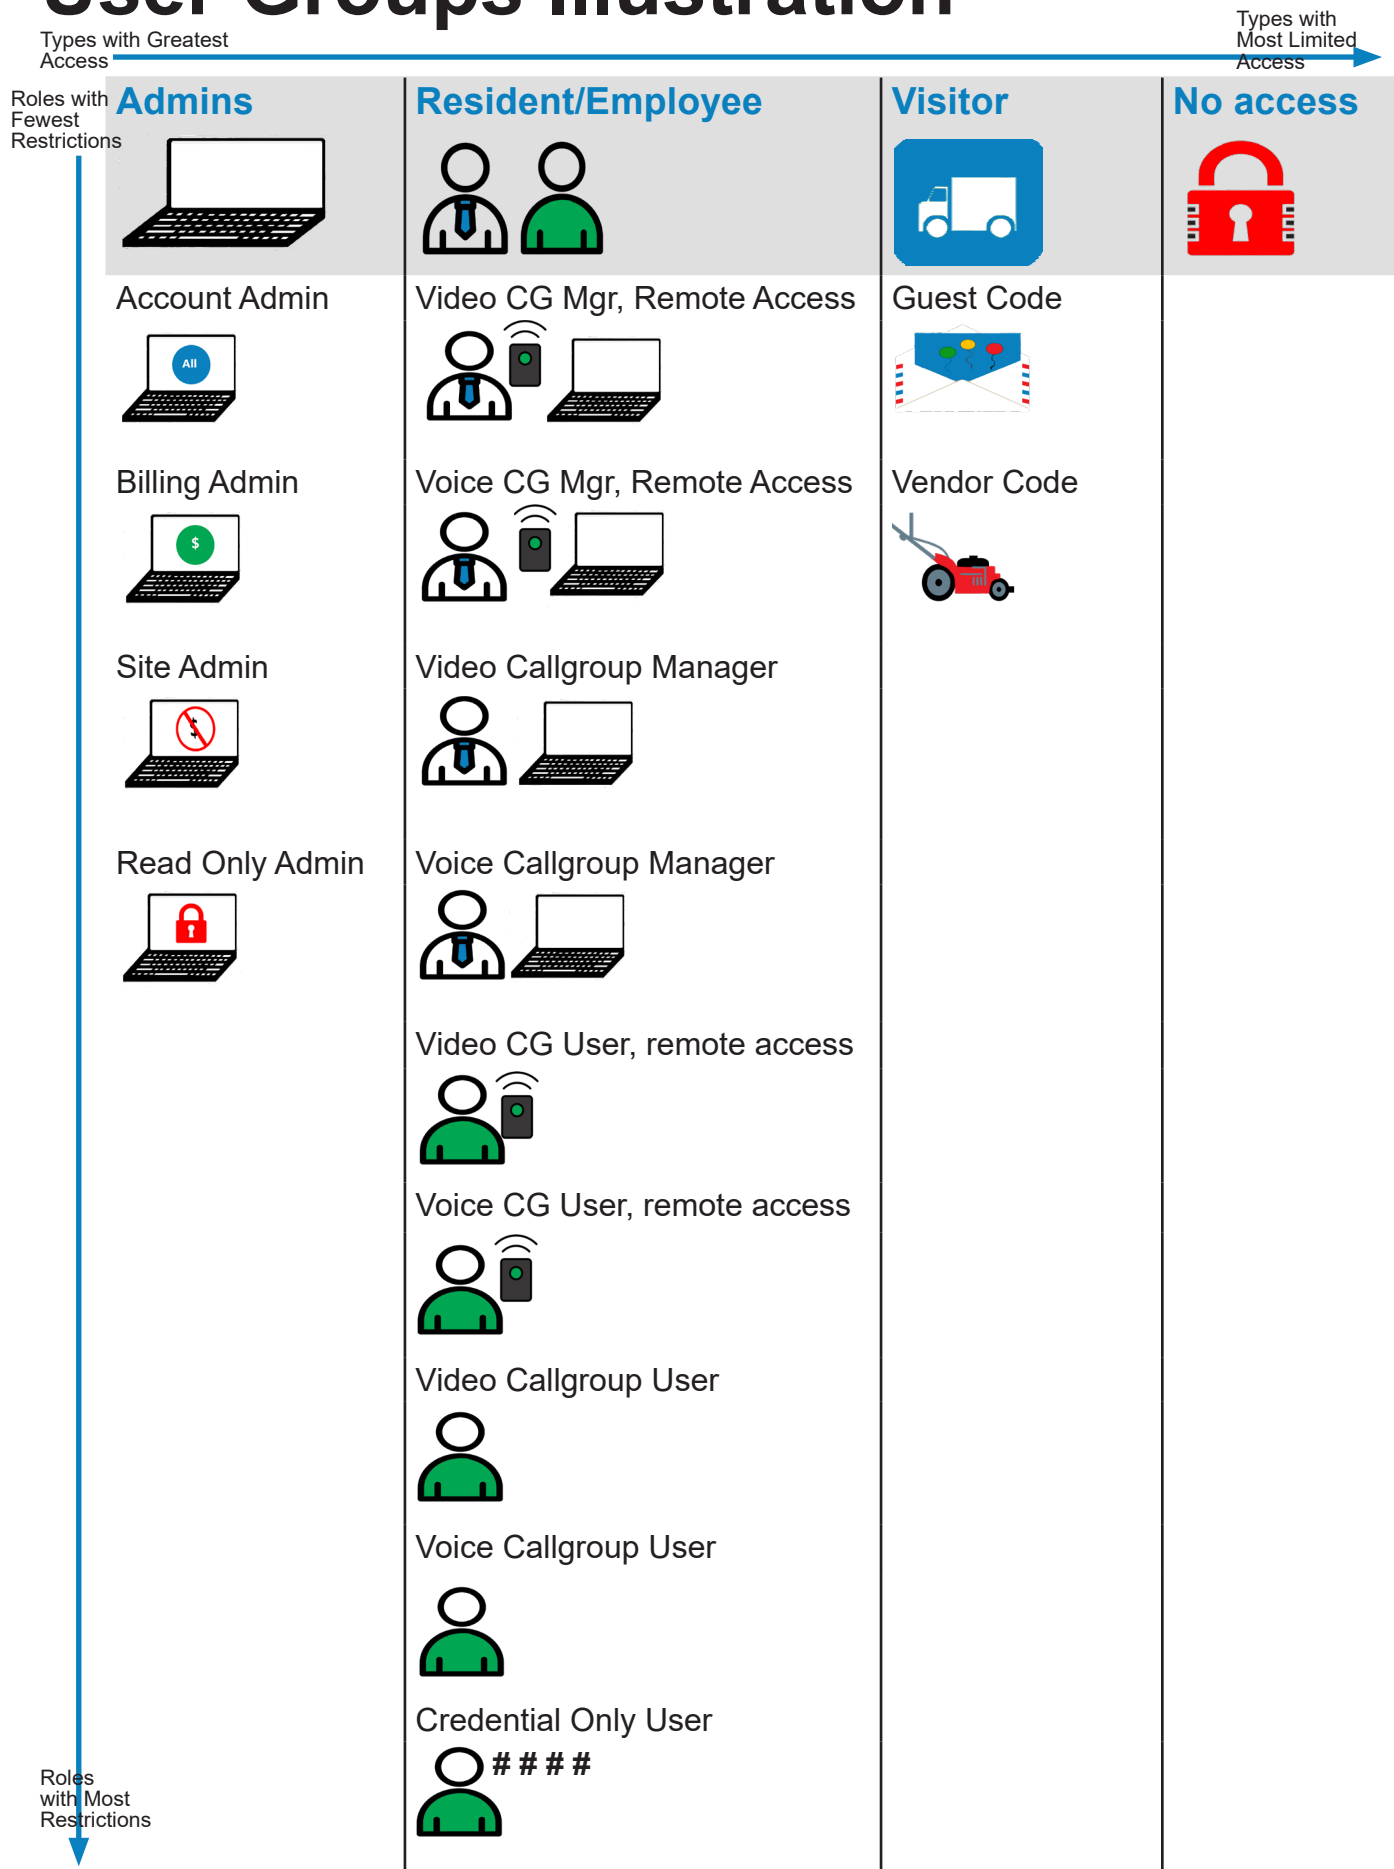 User Groups Illustration
Types with Greatest
Access
Types with
Most Limited
Access
Roles with
Fewest
Restrictions
Admins
Resident/Employee
Visitor
No access
Account Admin
All
Video CG Mgr, Remote Access
Guest Code
Billing Admin
$
Voice CG Mgr, Remote Access
Vendor Code
Site Admin
$
Video Callgroup Manager
Read Only Admin
Voice Callgroup Manager
Video CG User, remote access
Voice CG User, remote access
Video Callgroup User
Voice Callgroup User
Credential Only User
# # # #
Roles
with Most
Restrictions